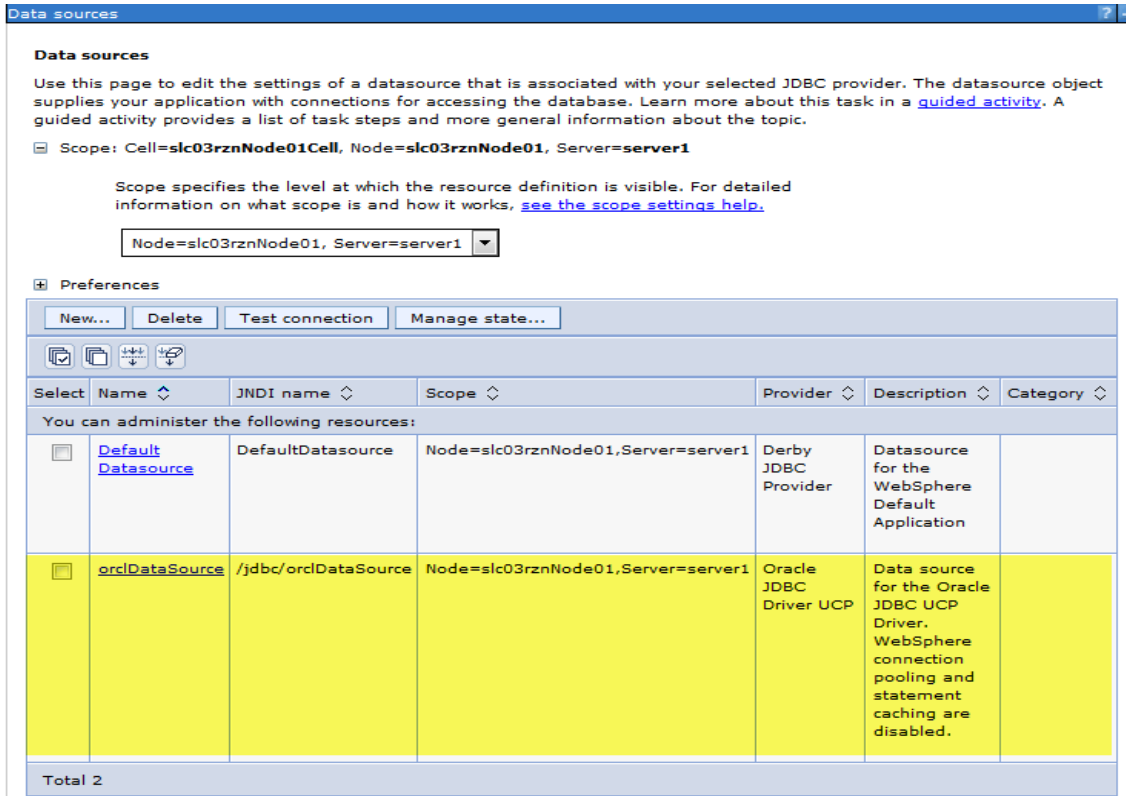 Data sources
?
Data sources
Use this page to edit the settings of a datasource that is associated with your selected JDBC provider. The datasource object
supplies your application with connections for accessing the database. Learn more about this task in a guided activity. A
guided activity provides a list of task steps and more general information about the topic.
Scope: Cell=slc03rznNode01Cell, Node=slc03rznNode01, Server=server1
Scope specifies the level at which the resource definition is visible. For detailed
information on what scope is and how it works, see the scope settings help.
Node=slc03rznNode01, Server=server1
Preferences
New... Delete Test connection Manage state...
Select Name JNDI name Scope Provider Description Category
You can administer the following resources:
Default DefaultDatasource Node=slc03rznNode01,Server=server1 Derby Datasource
Datasource JDBC for the
Provider WebSphere
Default
Application
orclDataSource /jdbc/orclDataSource Node=slc03rznNode01,Server=server1 Oracle Data source
JDBC for the Oracle
Driver UCP JDBC UCP
Driver.
WebSphere
connection
pooling and
statement
caching are
disabled.
Total 2